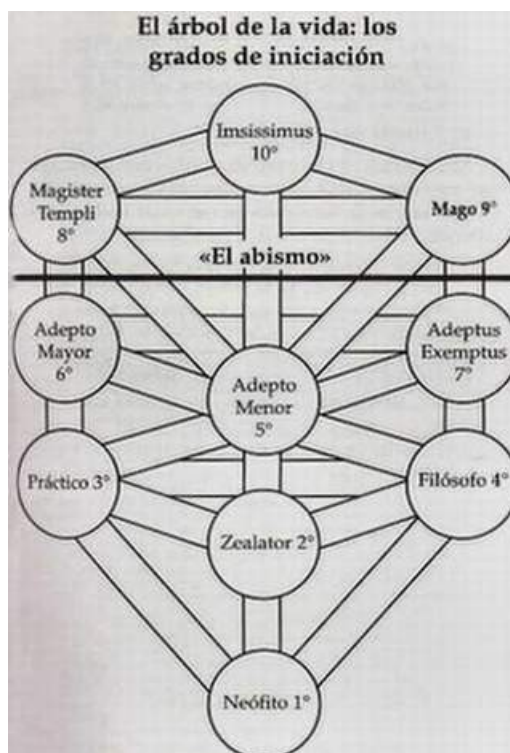 El árbol de la vida: los
grados de iniciación
Imsissimus
10°
Magister
Templi
8°
Mago 9°
«El abismo»
Adepto
Mayor
6°
Adeptus
Exemptus
7°
Adepto
Menor
5°
Práctico 3°
Filósofo 4°
Zealator 2°
Neófito 1°